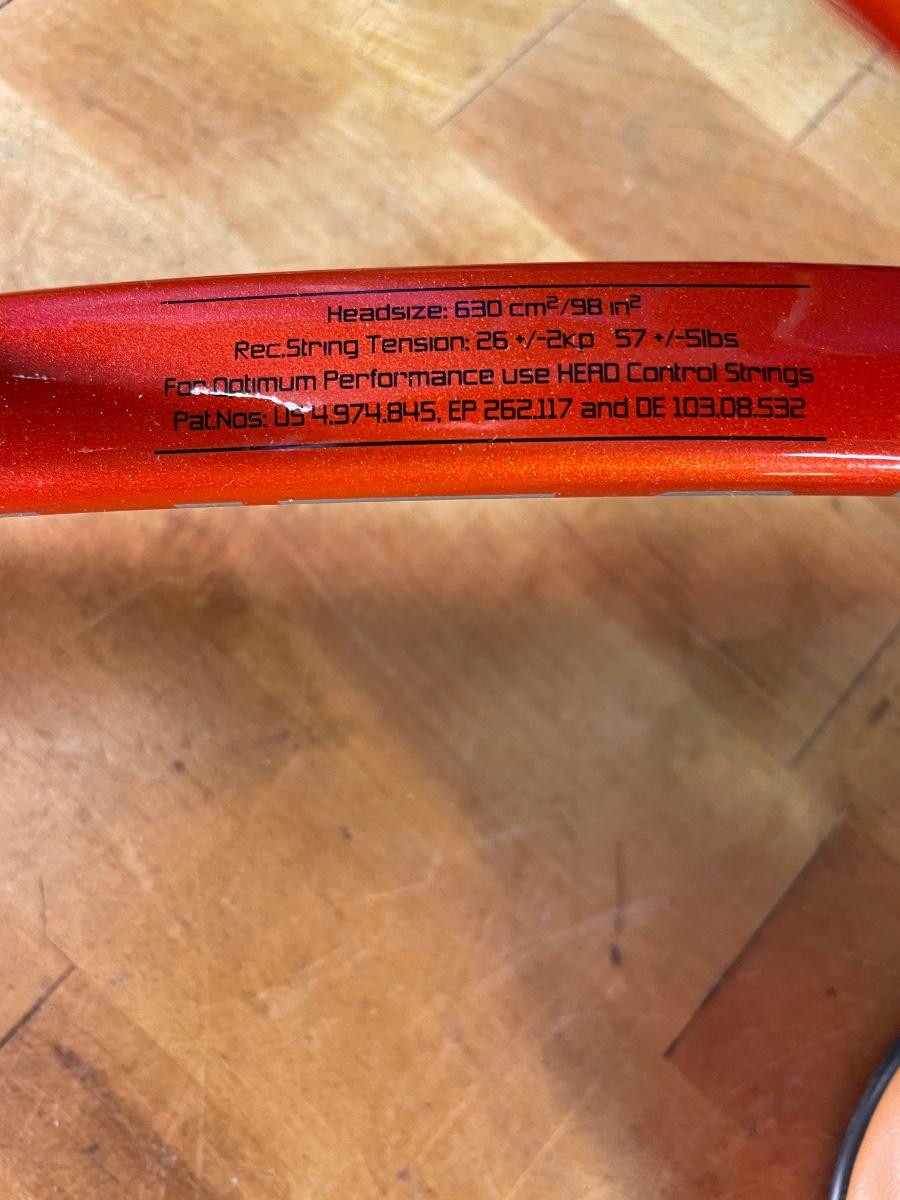 Headsize: 630 cm²/98 in²
Rec.String Tension: 26 +/-2kp 57 +/-5lbs
For Optimum Performance use HEAD Control Strings
Pat.Nos: US 4.974.845, EP 262.117 and DE 103.08.532